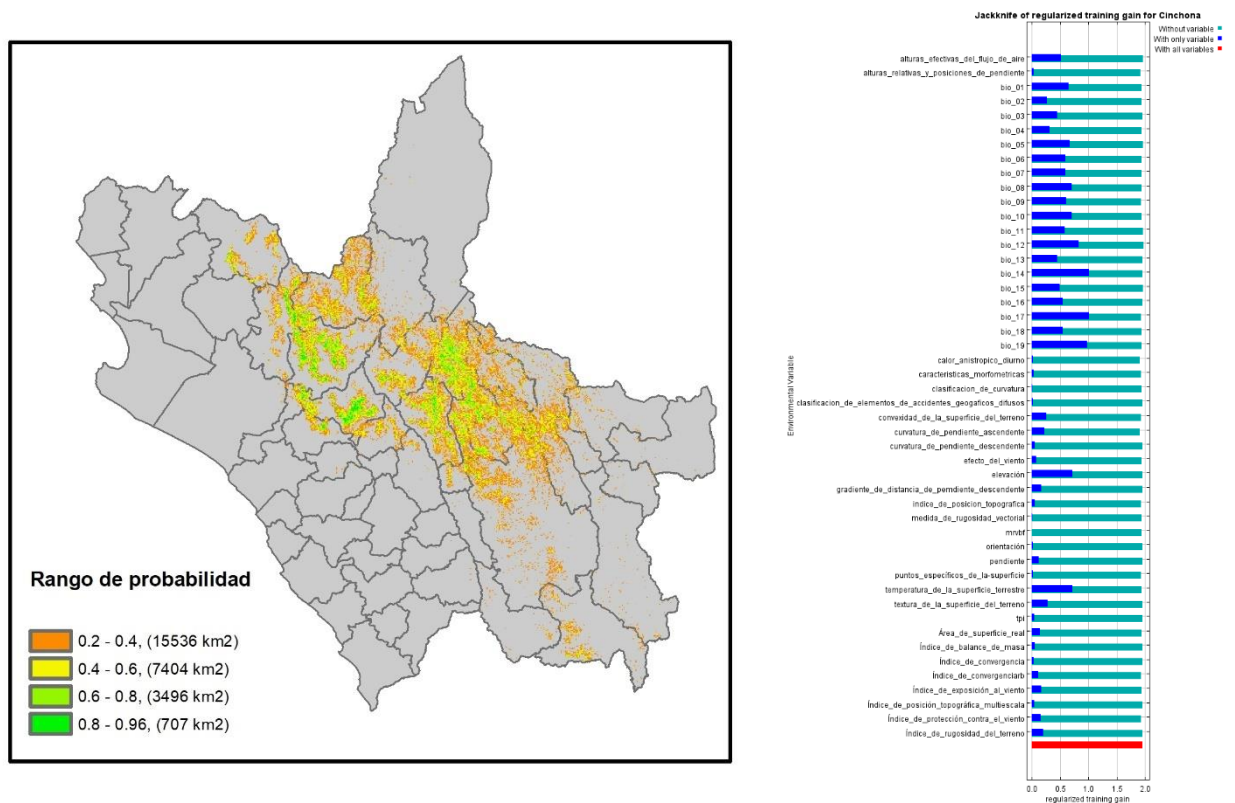 Rango de probabilidad
0.2 - 0.4, (15536 km2)
0.4 - 0.6, (7404 km2)
0.6 - 0.8, (3496 km2)
0.8 - 0.96, (707 km2)
Jackknife of regularized training gain for Cinchona
Without variable
With only variable
With all variables
Environmental Variable
alturas_efectivas_del_flujo_de_aire
alturas_relativas_y_posiciones_de_pendiente
bio_01
bio_02
bio_03
bio_04
bio_05
bio_06
bio_07
bio_08
bio_09
bio_10
bio_11
bio_12
bio_13
bio_14
bio_15
bio_16
bio_17
bio_18
bio_19
calor_anistropico_diurno
caracteristicas_morfometricas
clasificacion_de_curvatura
clasificacion_de_elementos_de_accidentes_geograficos_difusos
convexidad_de_la_superficie_del_terreno
curvatura_de_pendiente_ascendente
curvatura_de_pendiente_descendente
efecto_del_viento
elevación
gradiente_de_distancia_de_perndiente_descendente
indice_de_posicion_topografica
medida_de_rugosidad_vectorial
mrvbf
orientación
pendiente
puntos_específicos_de_la-superficie
temperatura_de_la_superficie_terrestre
textura_de_la_superficie_del_terreno
tpi
Área_de_superficie_real
Índice_de_balance_de_masa
Índice_de_convergencia
Índice_de_convergenciarb
Índice_de_exposición_al_viento
Índice_de_posición_topográfica_multiescala
Índice_de_protección_contra_el_viento
Índice_de_rugosidad_del_terreno
0.0 0.5 1.0 1.5 2.0
regularized training gain